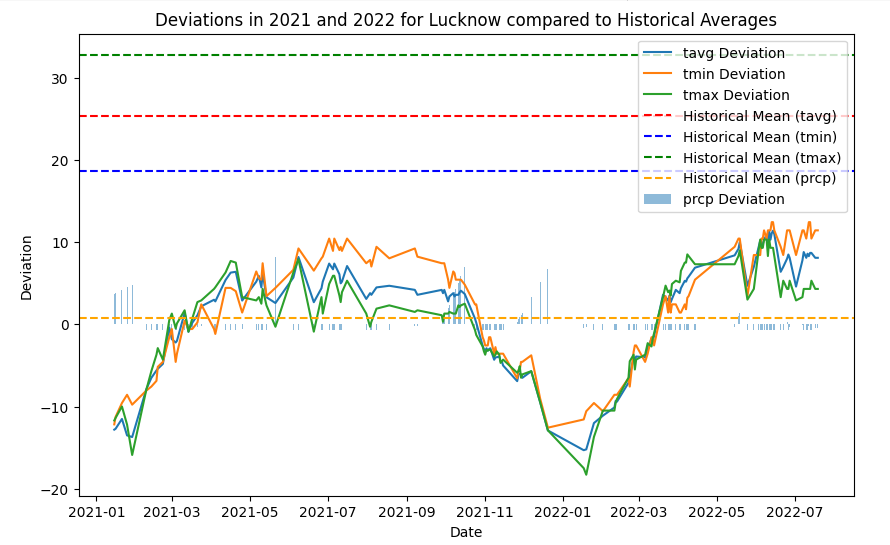 Deviations in 2021 and 2022 for Lucknow compared to Historical Averages
tavg Deviation
tmin Deviation
tmax Deviation
Historical Mean (tavg)
Historical Mean (tmin)
Historical Mean (tmax)
Historical Mean (prcp)
prcp Deviation
Deviation
30
20
10
0
−10
−20
2021-01 2021-03 2021-05 2021-07 2021-09 2021-11 2022-01 2022-03 2022-05 2022-07
Date